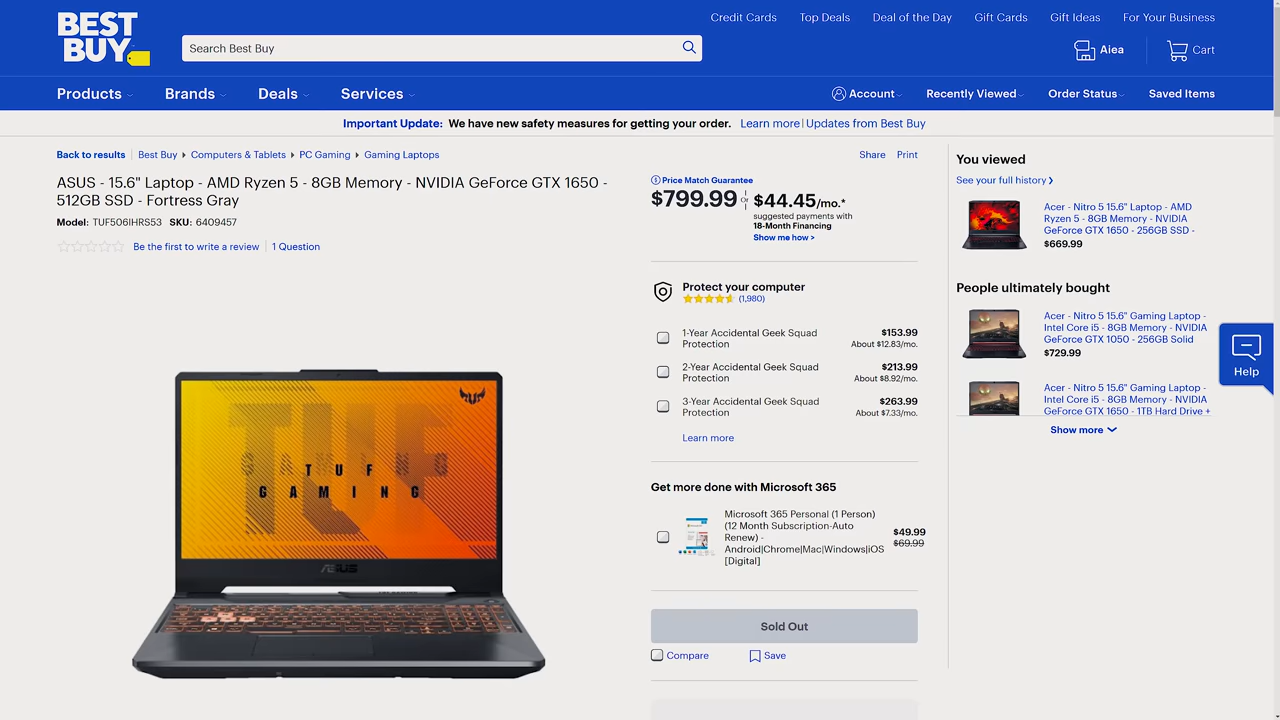 BEST BUY
Credit Cards
Top Deals
Deal of the Day
Gift Cards
Gift Ideas
For Your Business
Search Best Buy
Aiea
Cart
Products
Brands
Deals
Services
Account
Recently Viewed
Order Status
Saved Items
Important Update: We have new safety measures for getting your order. Learn more | Updates from Best Buy
Back to results
Best Buy
Computers & Tablets
PC Gaming
Gaming Laptops
Share
Print
ASUS - 15.6" Laptop - AMD Ryzen 5 - 8GB Memory - NVIDIA GeForce GTX 1650 -
512GB SSD - Fortress Gray
Model: TUF506IHRS53 SKU: 6409457
Be the first to write a review
1 Question
TUF
TUF
GAMING
ASUS
Price Match Guarantee
$799.99
Or
$44.45/mo.*
suggested payments with
18-Month Financing
Show me how >
Protect your computer
(1,980)
1-Year Accidental Geek Squad
Protection
$153.99
About $12.83/mo.
2-Year Accidental Geek Squad
Protection
$213.99
About $8.92/mo.
3-Year Accidental Geek Squad
Protection
$263.99
About $7.33/mo.
Learn more
Get more done with Microsoft 365
Microsoft 365 Personal (1 Person)
(12 Month Subscription-Auto
Renew) -
Android|Chrome|Mac|Windows|iOS
[Digital]
$49.99
$69.99
Sold Out
Compare
Save
You viewed
See your full history
Acer - Nitro 5 15.6" Laptop - AMD
Ryzen 5 - 8GB Memory - NVIDIA
GeForce GTX 1650 - 256GB SSD -
$669.99
People ultimately bought
Acer - Nitro 5 15.6" Gaming Laptop -
Intel Core i5 - 8GB Memory - NVIDIA
GeForce GTX 1050 - 256GB Solid
$729.99
Acer - Nitro 5 15.6" Gaming Laptop -
Intel Core i5 - 8GB Memory - NVIDIA
GeForce GTX 1650 - 1TB Hard Drive +
Show more
Help